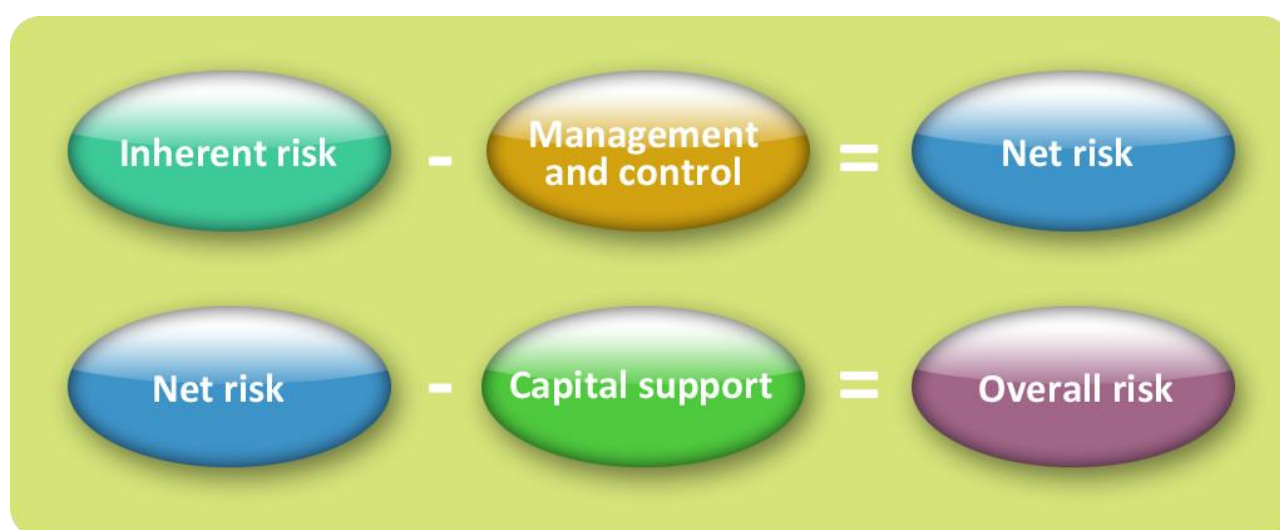 Inherent risk - Management and control = Net risk
Net risk - Capital support = Overall risk